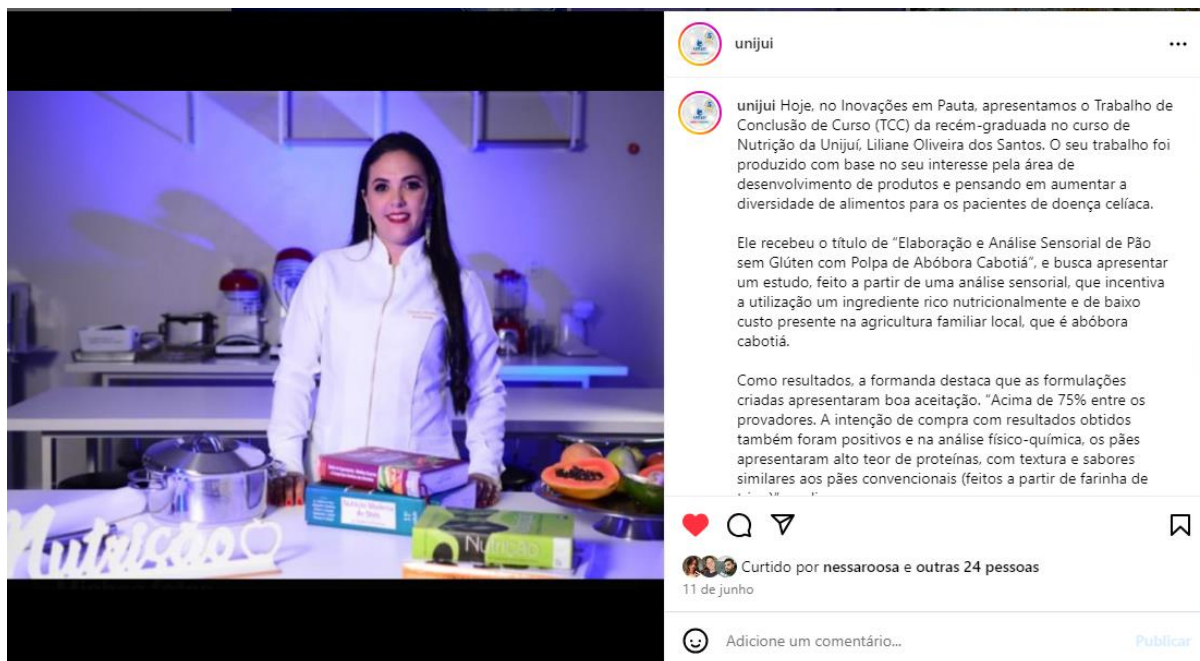 unijui
unijui Hoje, no Inovações em Pauta, apresentamos o Trabalho de
Conclusão de Curso (TCC) da recém-graduada no curso de
Nutrição da Unijuí, Liliane Oliveira dos Santos. O seu trabalho foi
produzido com base no seu interesse pela área de
desenvolvimento de produtos e pensando em aumentar a
diversidade de alimentos para os pacientes de doença celíaca.
Ele recebeu o título de “Elaboração e Análise Sensorial de Pão
sem Glúten com Polpa de Abóbora Cabotiá”, e busca apresentar
um estudo, feito a partir de uma análise sensorial, que incentiva
a utilização um ingrediente rico nutricionalmente e de baixo
custo presente na agricultura familiar local, que é abóbora
cabotiá.
Como resultados, a formanda destaca que as formulações
criadas apresentaram boa aceitação. “Acima de 75% entre os
provadores. A intenção de compra com resultados obtidos
também foram positivos e na análise físico-química, os pães
apresentaram alto teor de proteínas, com textura e sabores
similares aos pães convencionais (feitos a partir de farinha de
Nutrição
Nutrição
Curtido por nessaroosa e outras 24 pessoas
11 de junho
Adicione um comentário...
Publicar